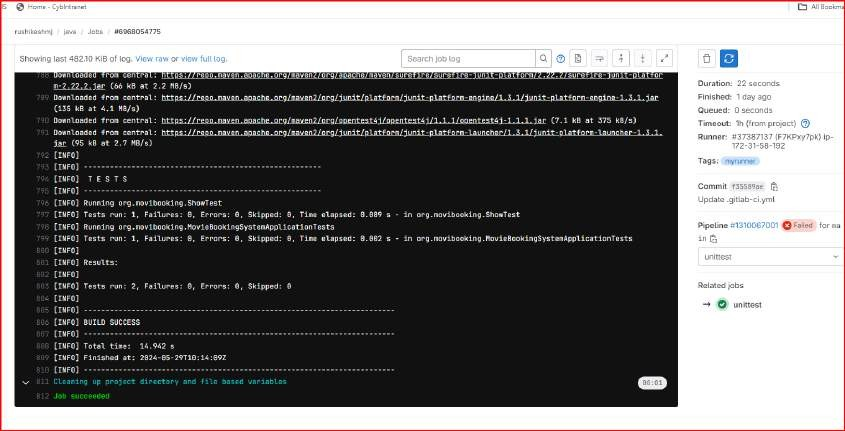 Home - CybIntranet
All Bookma
rushikeshmj / java / Jobs / #6968054775
Showing last 482.10 KiB of log. View raw or view full log.
Search job log
788 Downloaded from central: https://repo.maven.apache.org/maven2/org/apache/maven/surefire/surefire-junit-platfor
m-2.22.2/surefire-junit-platform-2.22.2.jar (66 kB at 2.2 MB/s)
789 Downloaded from central: https://repo.maven.apache.org/maven2/org/junit/platform/junit-platform-engine/1.3.1/junit-platform-engine-1.3.1.jar
(135 kB at 4.1 MB/s)
790 Downloaded from central: https://repo.maven.apache.org/maven2/org/opentest4j/opentest4j/1.1.1/opentest4j-1.1.1.jar (7.1 kB at 375 kB/s)
791 Downloaded from central: https://repo.maven.apache.org/maven2/org/junit/platform/junit-platform-launcher/1.3.1/junit-platform-launcher-1.3.1.
jar (95 kB at 2.7 MB/s)
792 [INFO]
793 [INFO] -------------------------------------------------------
794 [INFO]  T E S T S
795 [INFO] -------------------------------------------------------
796 [INFO] Running org.movibooking.ShowTest
797 [INFO] Tests run: 1, Failures: 0, Errors: 0, Skipped: 0, Time elapsed: 0.009 s - in org.movibooking.ShowTest
798 [INFO] Running org.movibooking.MovieBookingSystemApplicationTests
799 [INFO] Tests run: 1, Failures: 0, Errors: 0, Skipped: 0, Time elapsed: 0.002 s - in org.movibooking.MovieBookingSystemApplicationTests
800 [INFO]
801 [INFO] Results:
802 [INFO]
803 [INFO] Tests run: 2, Failures: 0, Errors: 0, Skipped: 0
804 [INFO]
805 [INFO] ------------------------------------------------------------------------
806 [INFO] BUILD SUCCESS
807 [INFO] ------------------------------------------------------------------------
808 [INFO] Total time:  14.942 s
809 [INFO] Finished at: 2024-05-29T10:14:09Z
810 [INFO] ------------------------------------------------------------------------
811 Cleaning up project directory and file based variables 00:01
812 Job succeeded
Duration: 22 seconds
Finished: 1 day ago
Queued: 0 seconds
Timeout: 1h (from project)
Runner: #37387137 (F7KPxy7pk) ip-
172-31-58-192
Tags: myrunner
Commit f35589ae
Update .gitlab-ci.yml
Pipeline #1310067001 Failed for ma
in
unittest
Related jobs
→ unittest